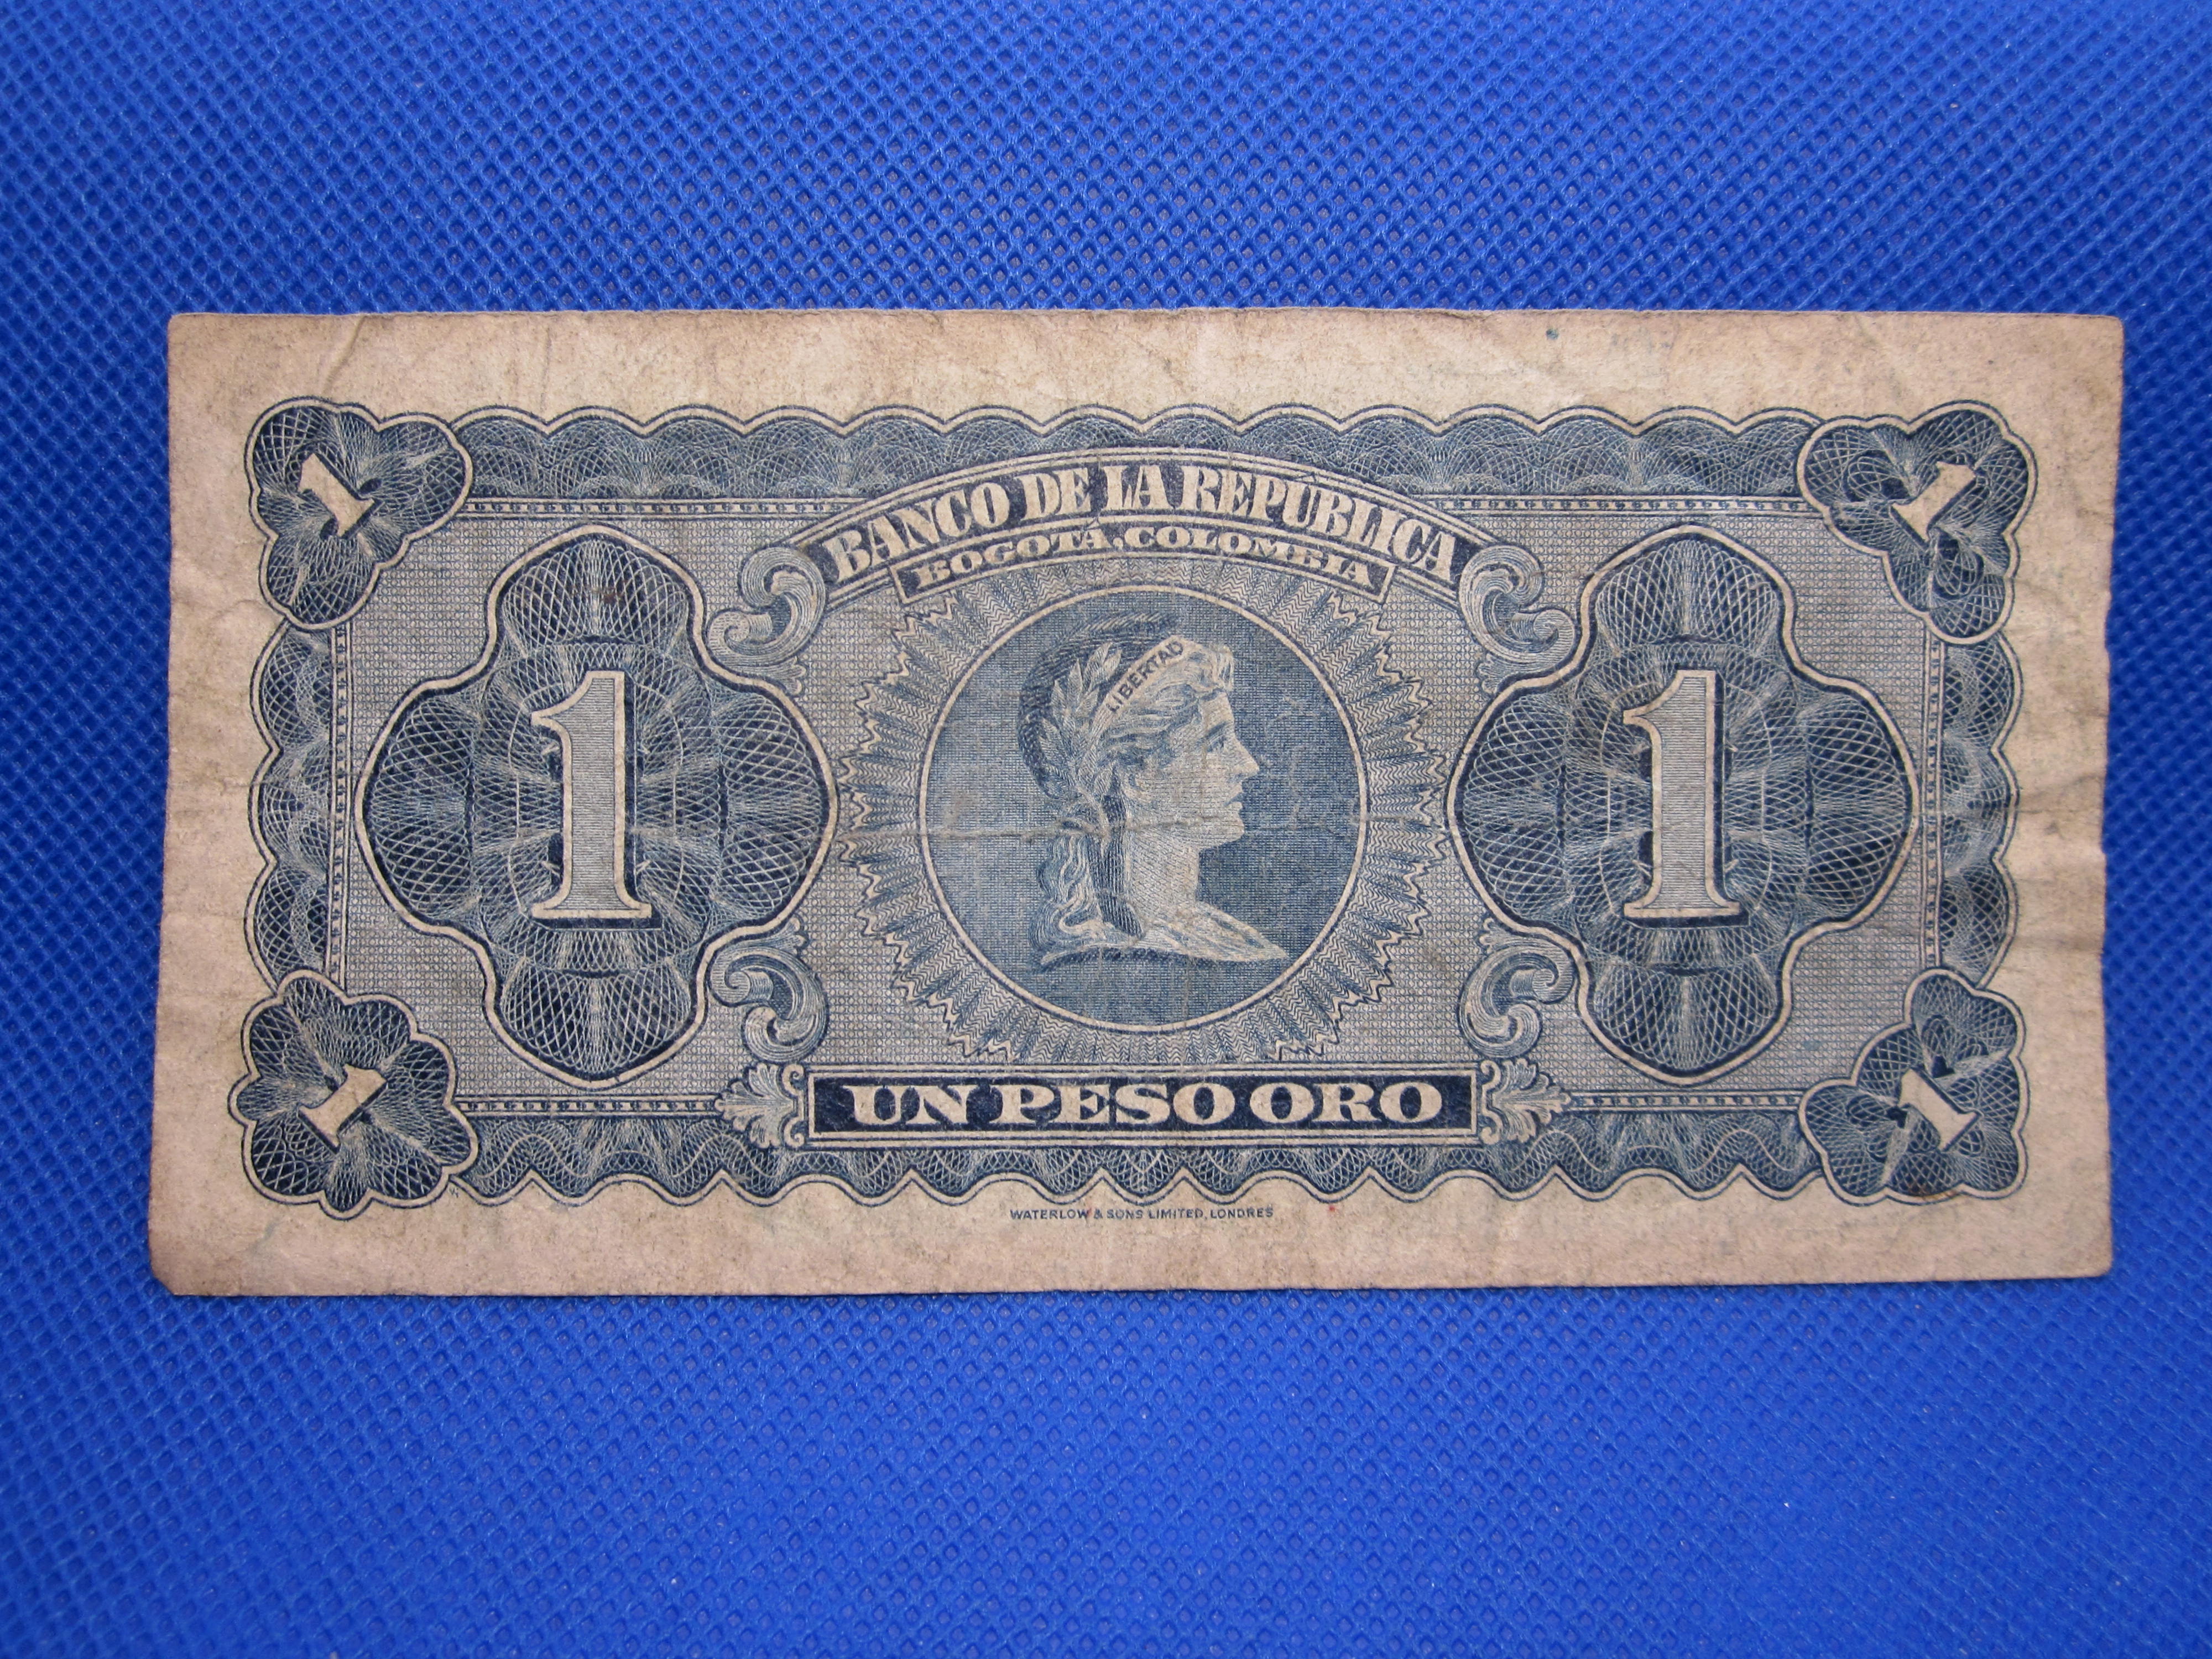 1 1
BANCO DE LA REPÚBLICA
BOGOTÁ.COLOMBIA
LIBERTAD
1 1
1 1
UN PESO ORO
WATERLOW & SONS LIMITED, LONDRES